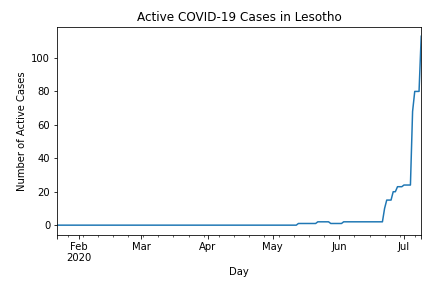 Active COVID-19 Cases in Lesotho
100
80
60
40
20
0
Number of Active Cases
Feb
2020
Mar
Apr
May
Jun
Jul
Day